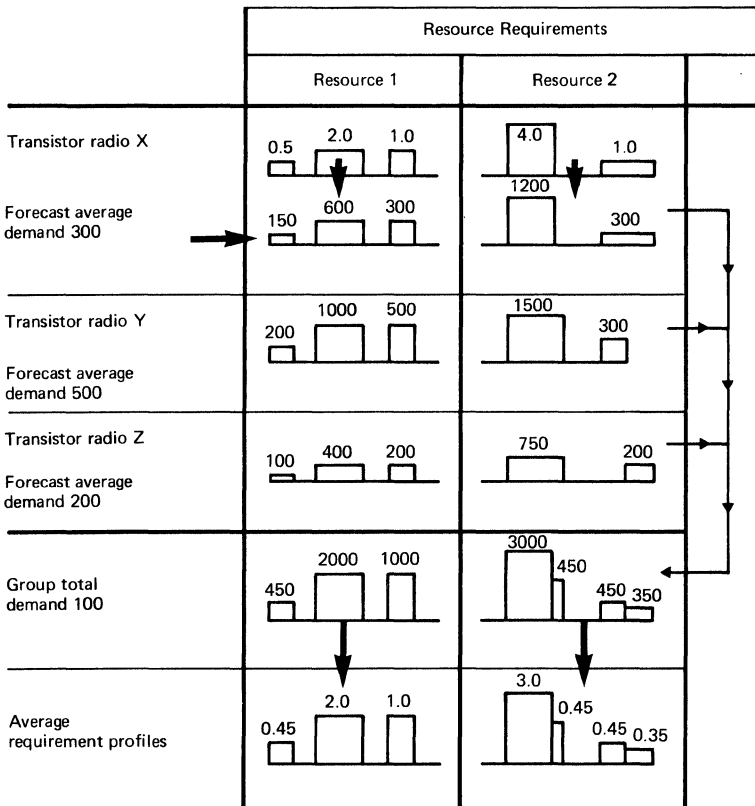 Resource Requirements
Resource 1 Resource 2
Transistor radio X
0.5 2.0 1.0 4.0 1.0
Forecast average
demand 300
150 600 300 1200 300
Transistor radio Y
200 1000 500 1500 300
Forecast average
demand 500
Transistor radio Z
100 400 200 750 200
Forecast average
demand 200
Group total
demand 100
450 2000 1000 3000 450 450 350
Average
requirement profiles
0.45 2.0 1.0 3.0 0.45 0.45 0.35